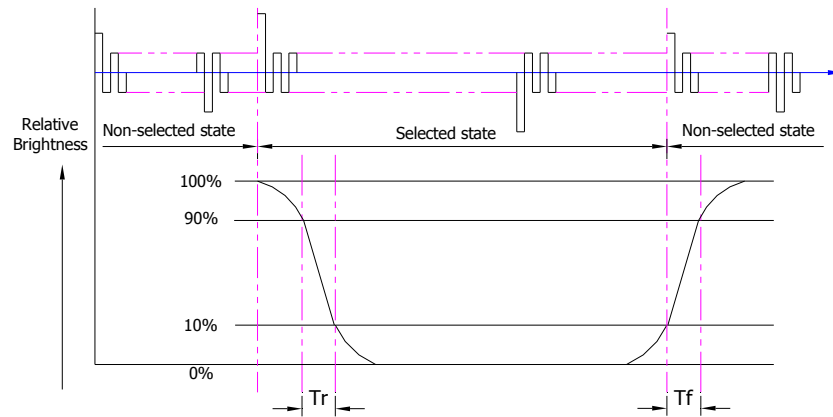 Relative
Brightness
Non-selected state
Selected state
Non-selected state
100%
90%
10%
0%
Tr
Tf